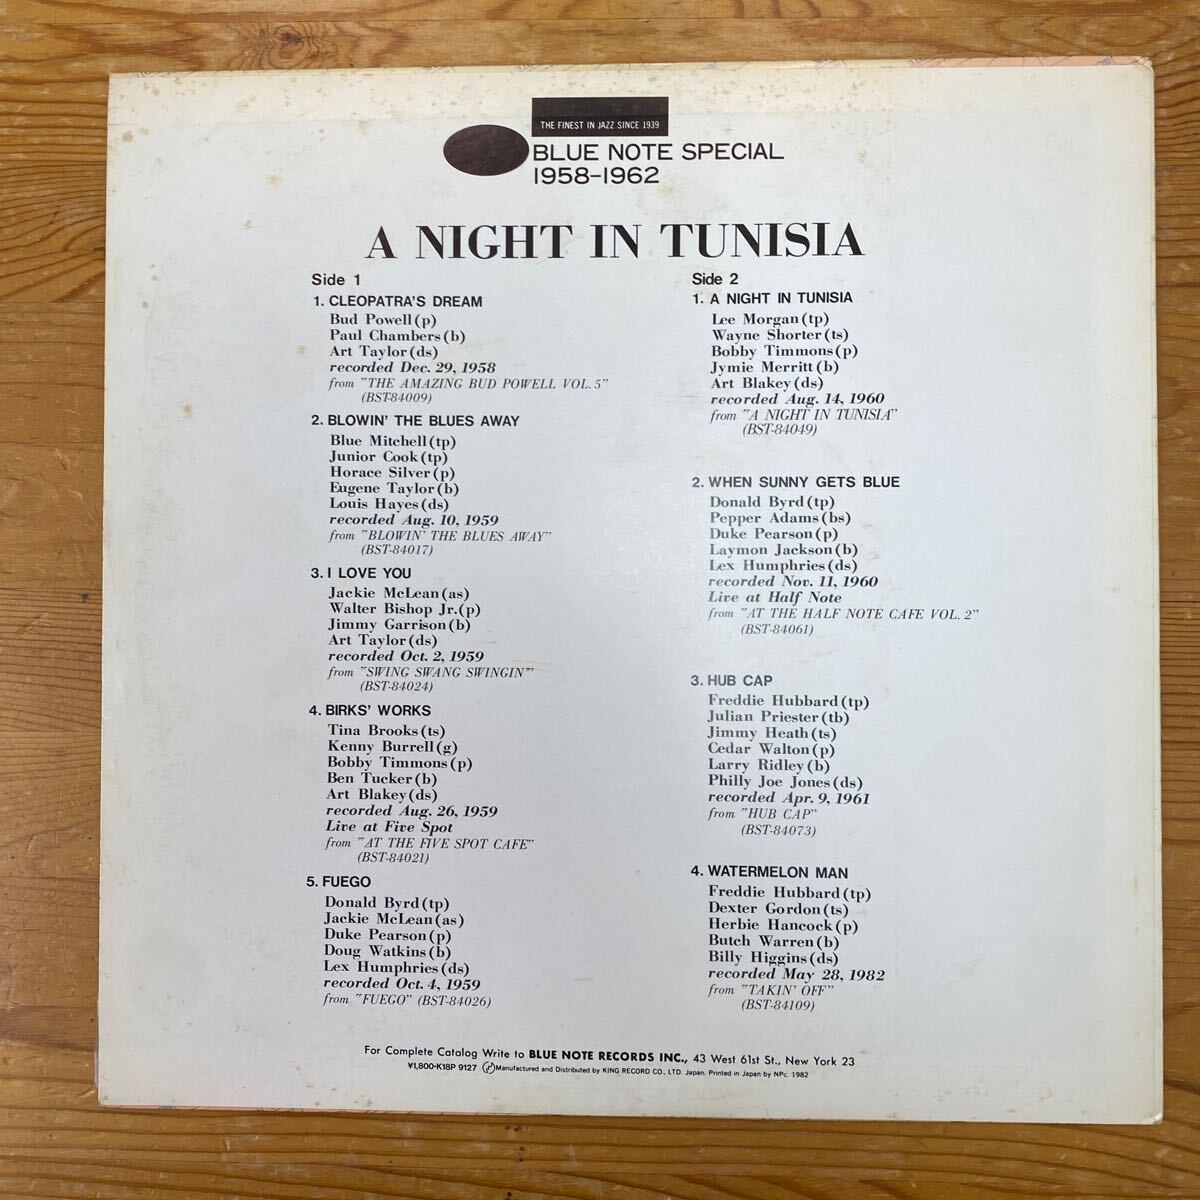 THE FINEST IN JAZZ SINCE 1939
BLUE NOTE SPECIAL
1958-1962
A NIGHT IN TUNISIA
Side 1
1. CLEOPATRA'S DREAM
Bud Powell (p)
Paul Chambers (b)
Art Taylor (ds)
recorded Dec. 29, 1958
from "THE AMAZING BUD POWELL VOL. 5"
(BST-84009)
2. BLOWIN' THE BLUES AWAY
Blue Mitchell (tp)
Junior Cook (tp)
Horace Silver (p)
Eugene Taylor (b)
Louis Hayes (ds)
recorded Aug. 10, 1959
from "BLOWIN' THE BLUES AWAY"
(BST-84017)
3. I LOVE YOU
Jackie McLean (as)
Walter Bishop Jr. (p)
Jimmy Garrison (b)
Art Taylor (ds)
recorded Oct. 2, 1959
from "SWING SWANG SWINGIN'"
(BST-84024)
4. BIRKS' WORKS
Tina Brooks (ts)
Kenny Burrell (g)
Bobby Timmons (p)
Ben Tucker (b)
Art Blakey (ds)
recorded Aug. 26, 1959
Live at Five Spot
from "AT THE FIVE SPOT CAFE"
(BST-84021)
5. FUEGO
Donald Byrd (tp)
Jackie McLean (as)
Duke Pearson (p)
Doug Watkins (b)
Lex Humphries (ds)
recorded Oct. 4, 1959
from "FUEGO" (BST-84026)
Side 2
1. A NIGHT IN TUNISIA
Lee Morgan (tp)
Wayne Shorter (ts)
Bobby Timmons (p)
Jymie Merritt (b)
Art Blakey (ds)
recorded Aug. 14, 1960
from "A NIGHT IN TUNISIA"
(BST-84049)
2. WHEN SUNNY GETS BLUE
Donald Byrd (tp)
Pepper Adams (bs)
Duke Pearson (p)
Laymon Jackson (b)
Lex Humphries (ds)
recorded Nov. 11, 1960
Live at Half Note
from "AT THE HALF NOTE CAFE VOL. 2"
(BST-84061)
3. HUB CAP
Freddie Hubbard (tp)
Julian Priester (tb)
Jimmy Heath (ts)
Cedar Walton (p)
Larry Ridley (b)
Philly Joe Jones (ds)
recorded Apr. 9, 1961
from "HUB CAP"
(BST-84073)
4. WATERMELON MAN
Freddie Hubbard (tp)
Dexter Gordon (ts)
Herbie Hancock (p)
Butch Warren (b)
Billy Higgins (ds)
recorded May 28, 1982
from "TAKIN' OFF"
(BST-84109)
For Complete Catalog Write to BLUE NOTE RECORDS INC., 43 West 61st St., New York 23
¥1,800-K18P 9127 Manufactured and Distributed by KING RECORD CO., LTD. Japan. Printed in Japan by NPc. 1982